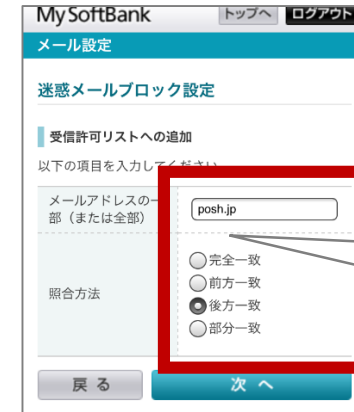 My SoftBank
トップへ ログアウト
メール設定
迷惑メールブロック設定
受信許可リストへの追加
以下の項目を入力してください
メールアドレスの一
部（または全部）
posh.jp
照合方法
完全一致
前方一致
後方一致
部分一致
戻る
次へ